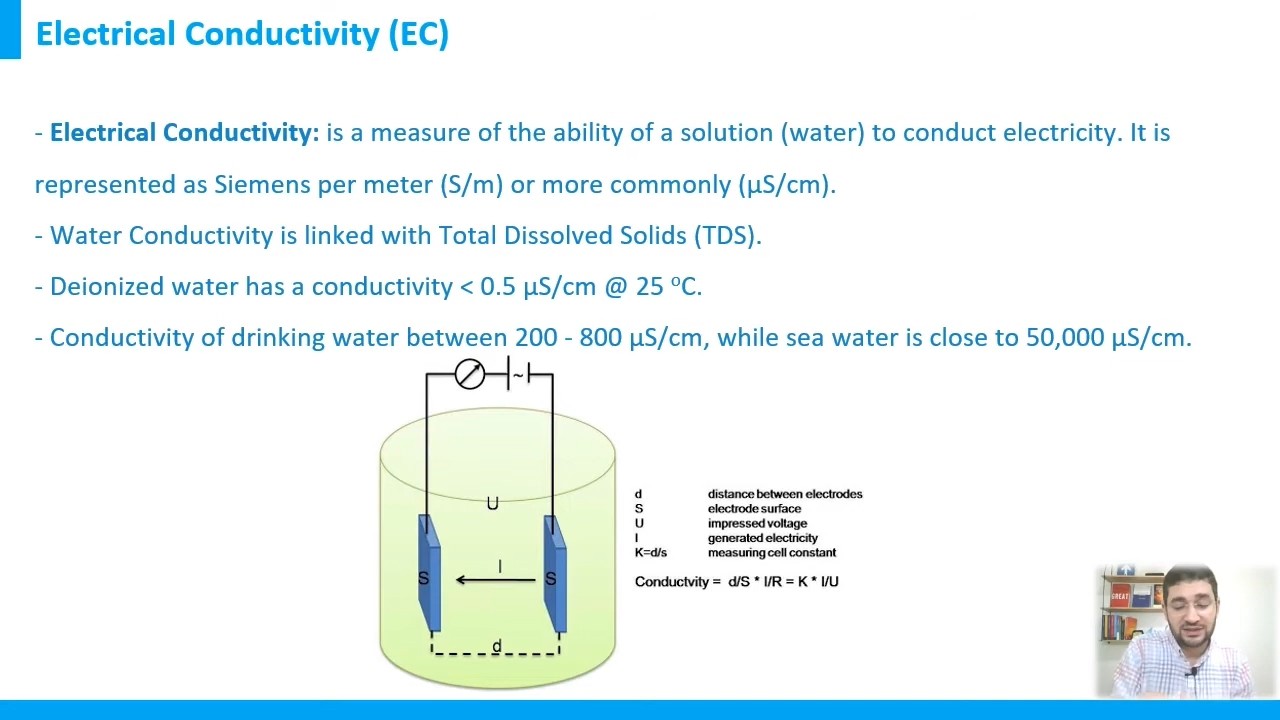 Electrical Conductivity (EC)
- Electrical Conductivity: is a measure of the ability of a solution (water) to conduct electricity. It is
represented as Siemens per meter (S/m) or more commonly (µS/cm).
- Water Conductivity is linked with Total Dissolved Solids (TDS).
- Deionized water has a conductivity < 0.5 µS/cm @ 25 ºC.
- Conductivity of drinking water between 200 - 800 µS/cm, while sea water is close to 50,000 µS/cm.
~
U
I
S
S
d
d distance between electrodes
S electrode surface
U impressed voltage
I generated electricity
K=d/s measuring cell constant
Conductvity = d/S * I/R = K * I/U
GREAT